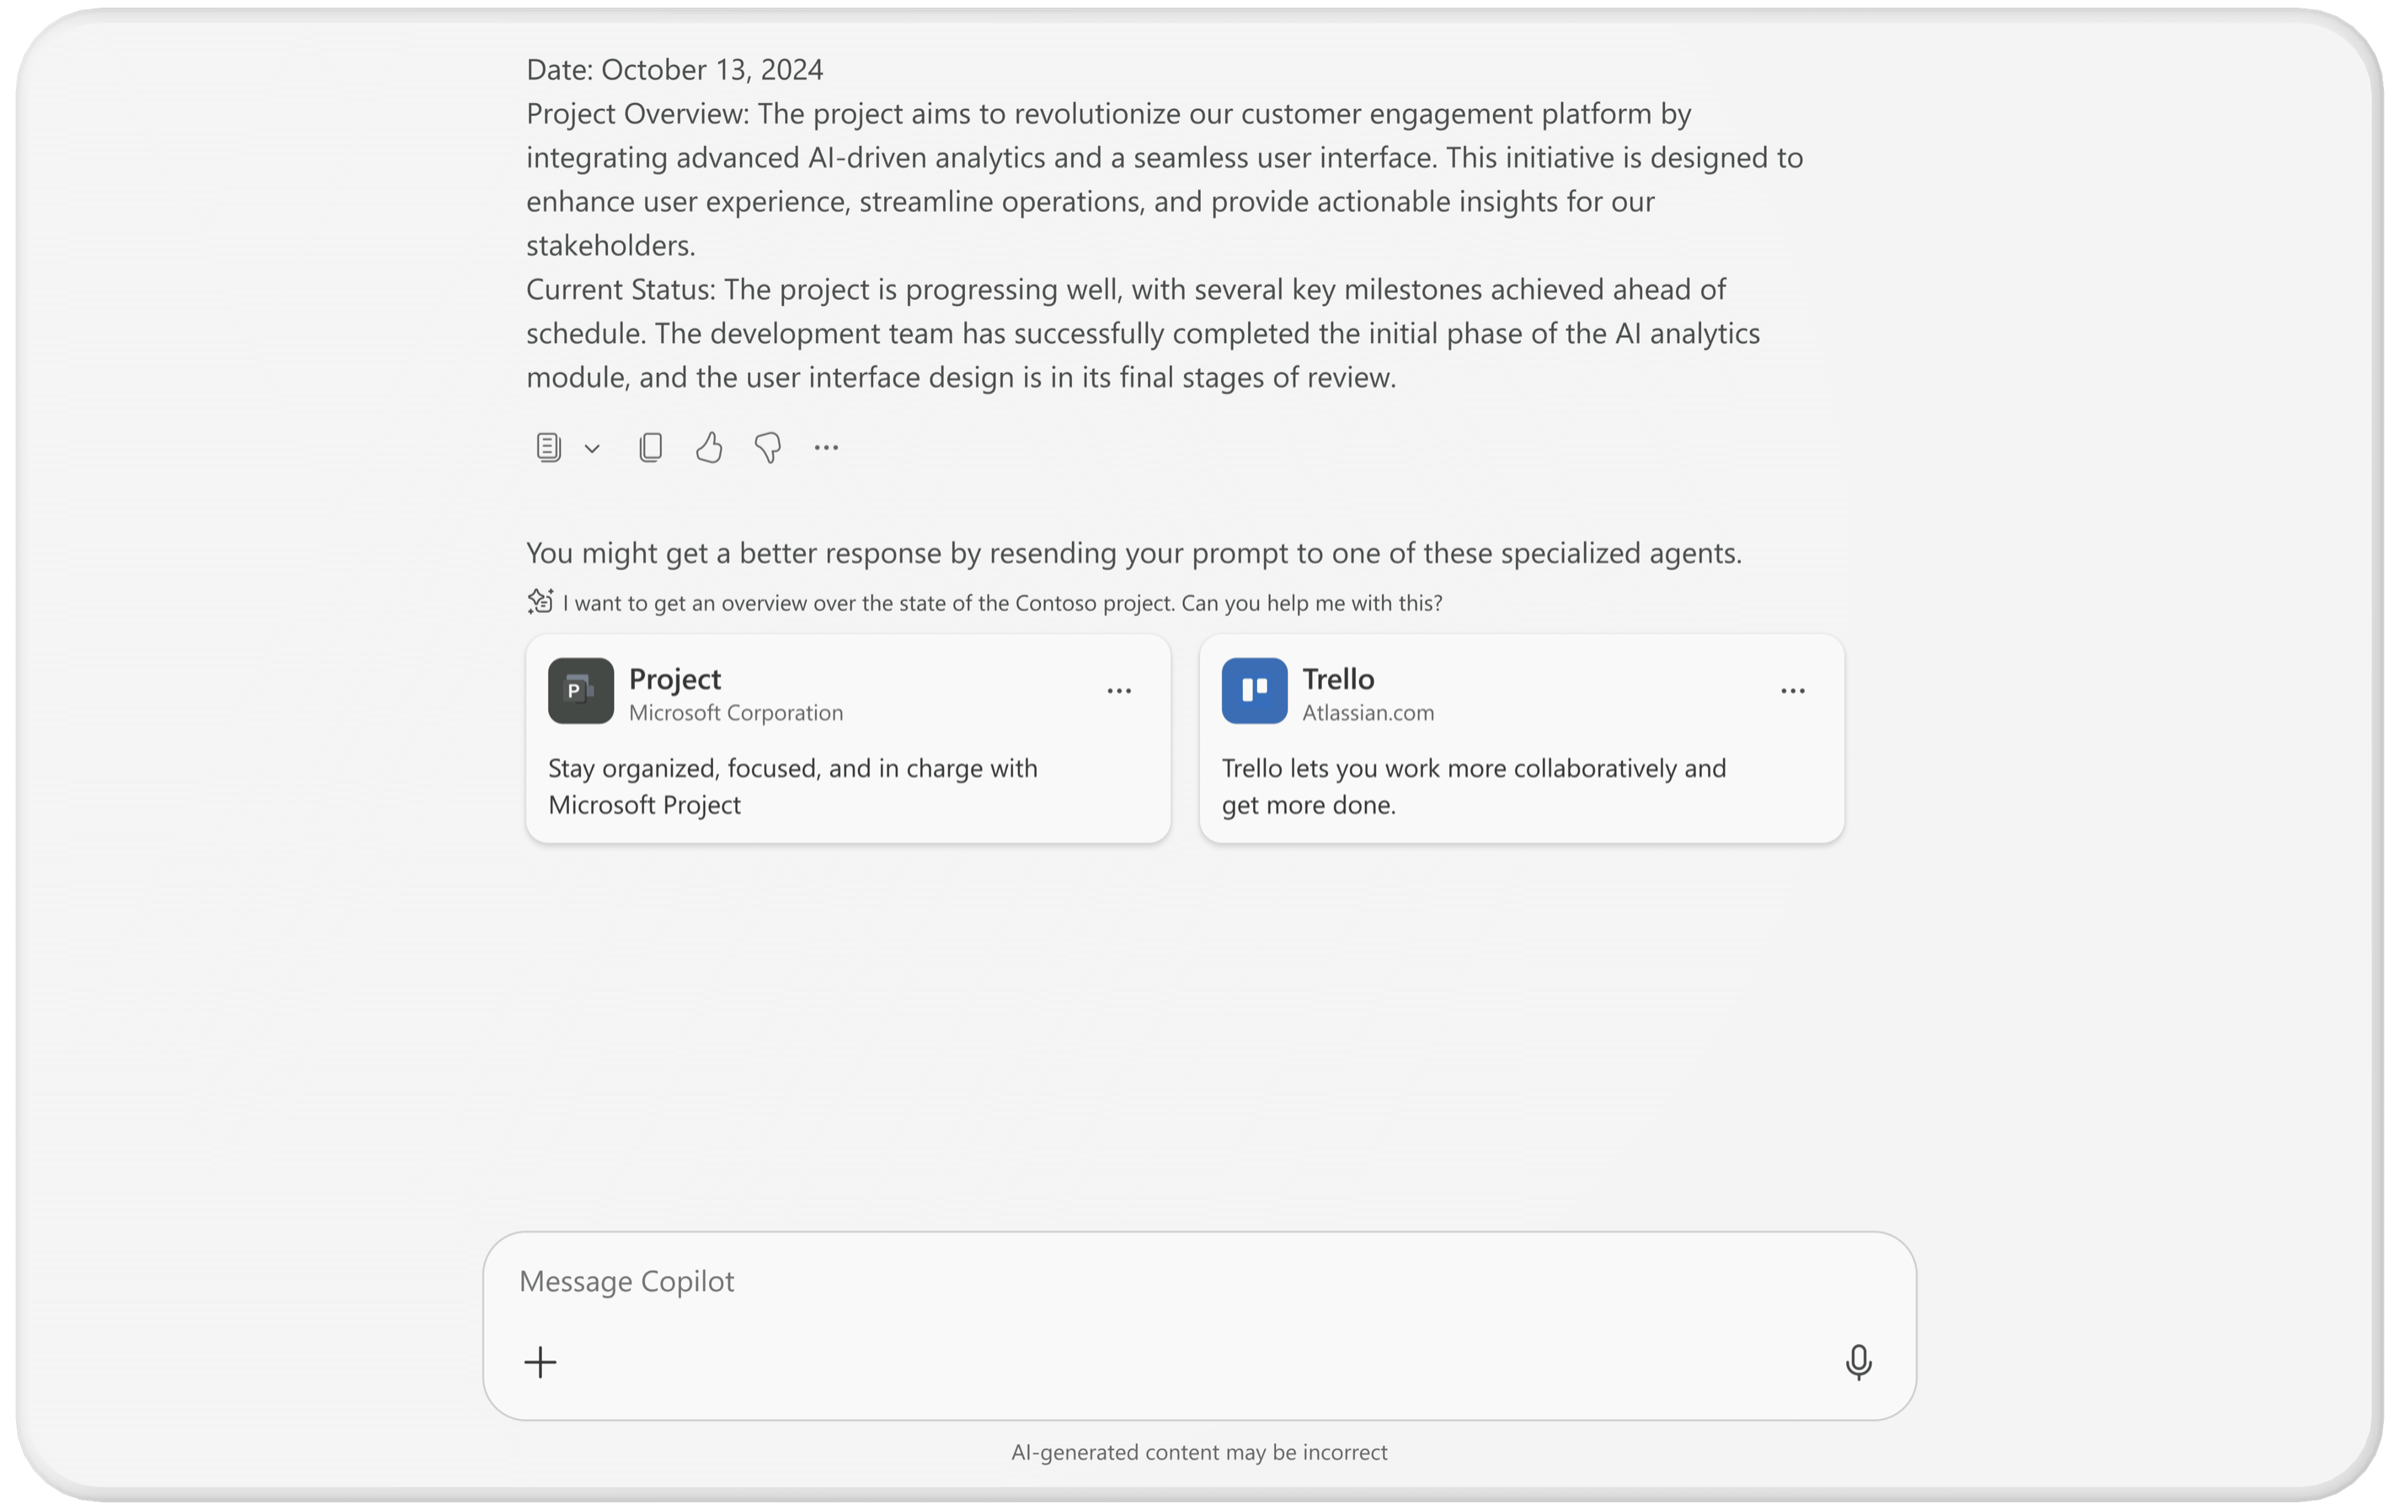 Date: October 13, 2024
Project Overview: The project aims to revolutionize our customer engagement platform by
integrating advanced AI-driven analytics and a seamless user interface. This initiative is designed to
enhance user experience, streamline operations, and provide actionable insights for our
stakeholders.
Current Status: The project is progressing well, with several key milestones achieved ahead of
schedule. The development team has successfully completed the initial phase of the AI analytics
module, and the user interface design is in its final stages of review.
You might get a better response by resending your prompt to one of these specialized agents.
I want to get an overview over the state of the Contoso project. Can you help me with this?
P
Project
Microsoft Corporation
Stay organized, focused, and in charge with
Microsoft Project
Trello
Atlassian.com
Trello lets you work more collaboratively and
get more done.
Message Copilot
AI-generated content may be incorrect